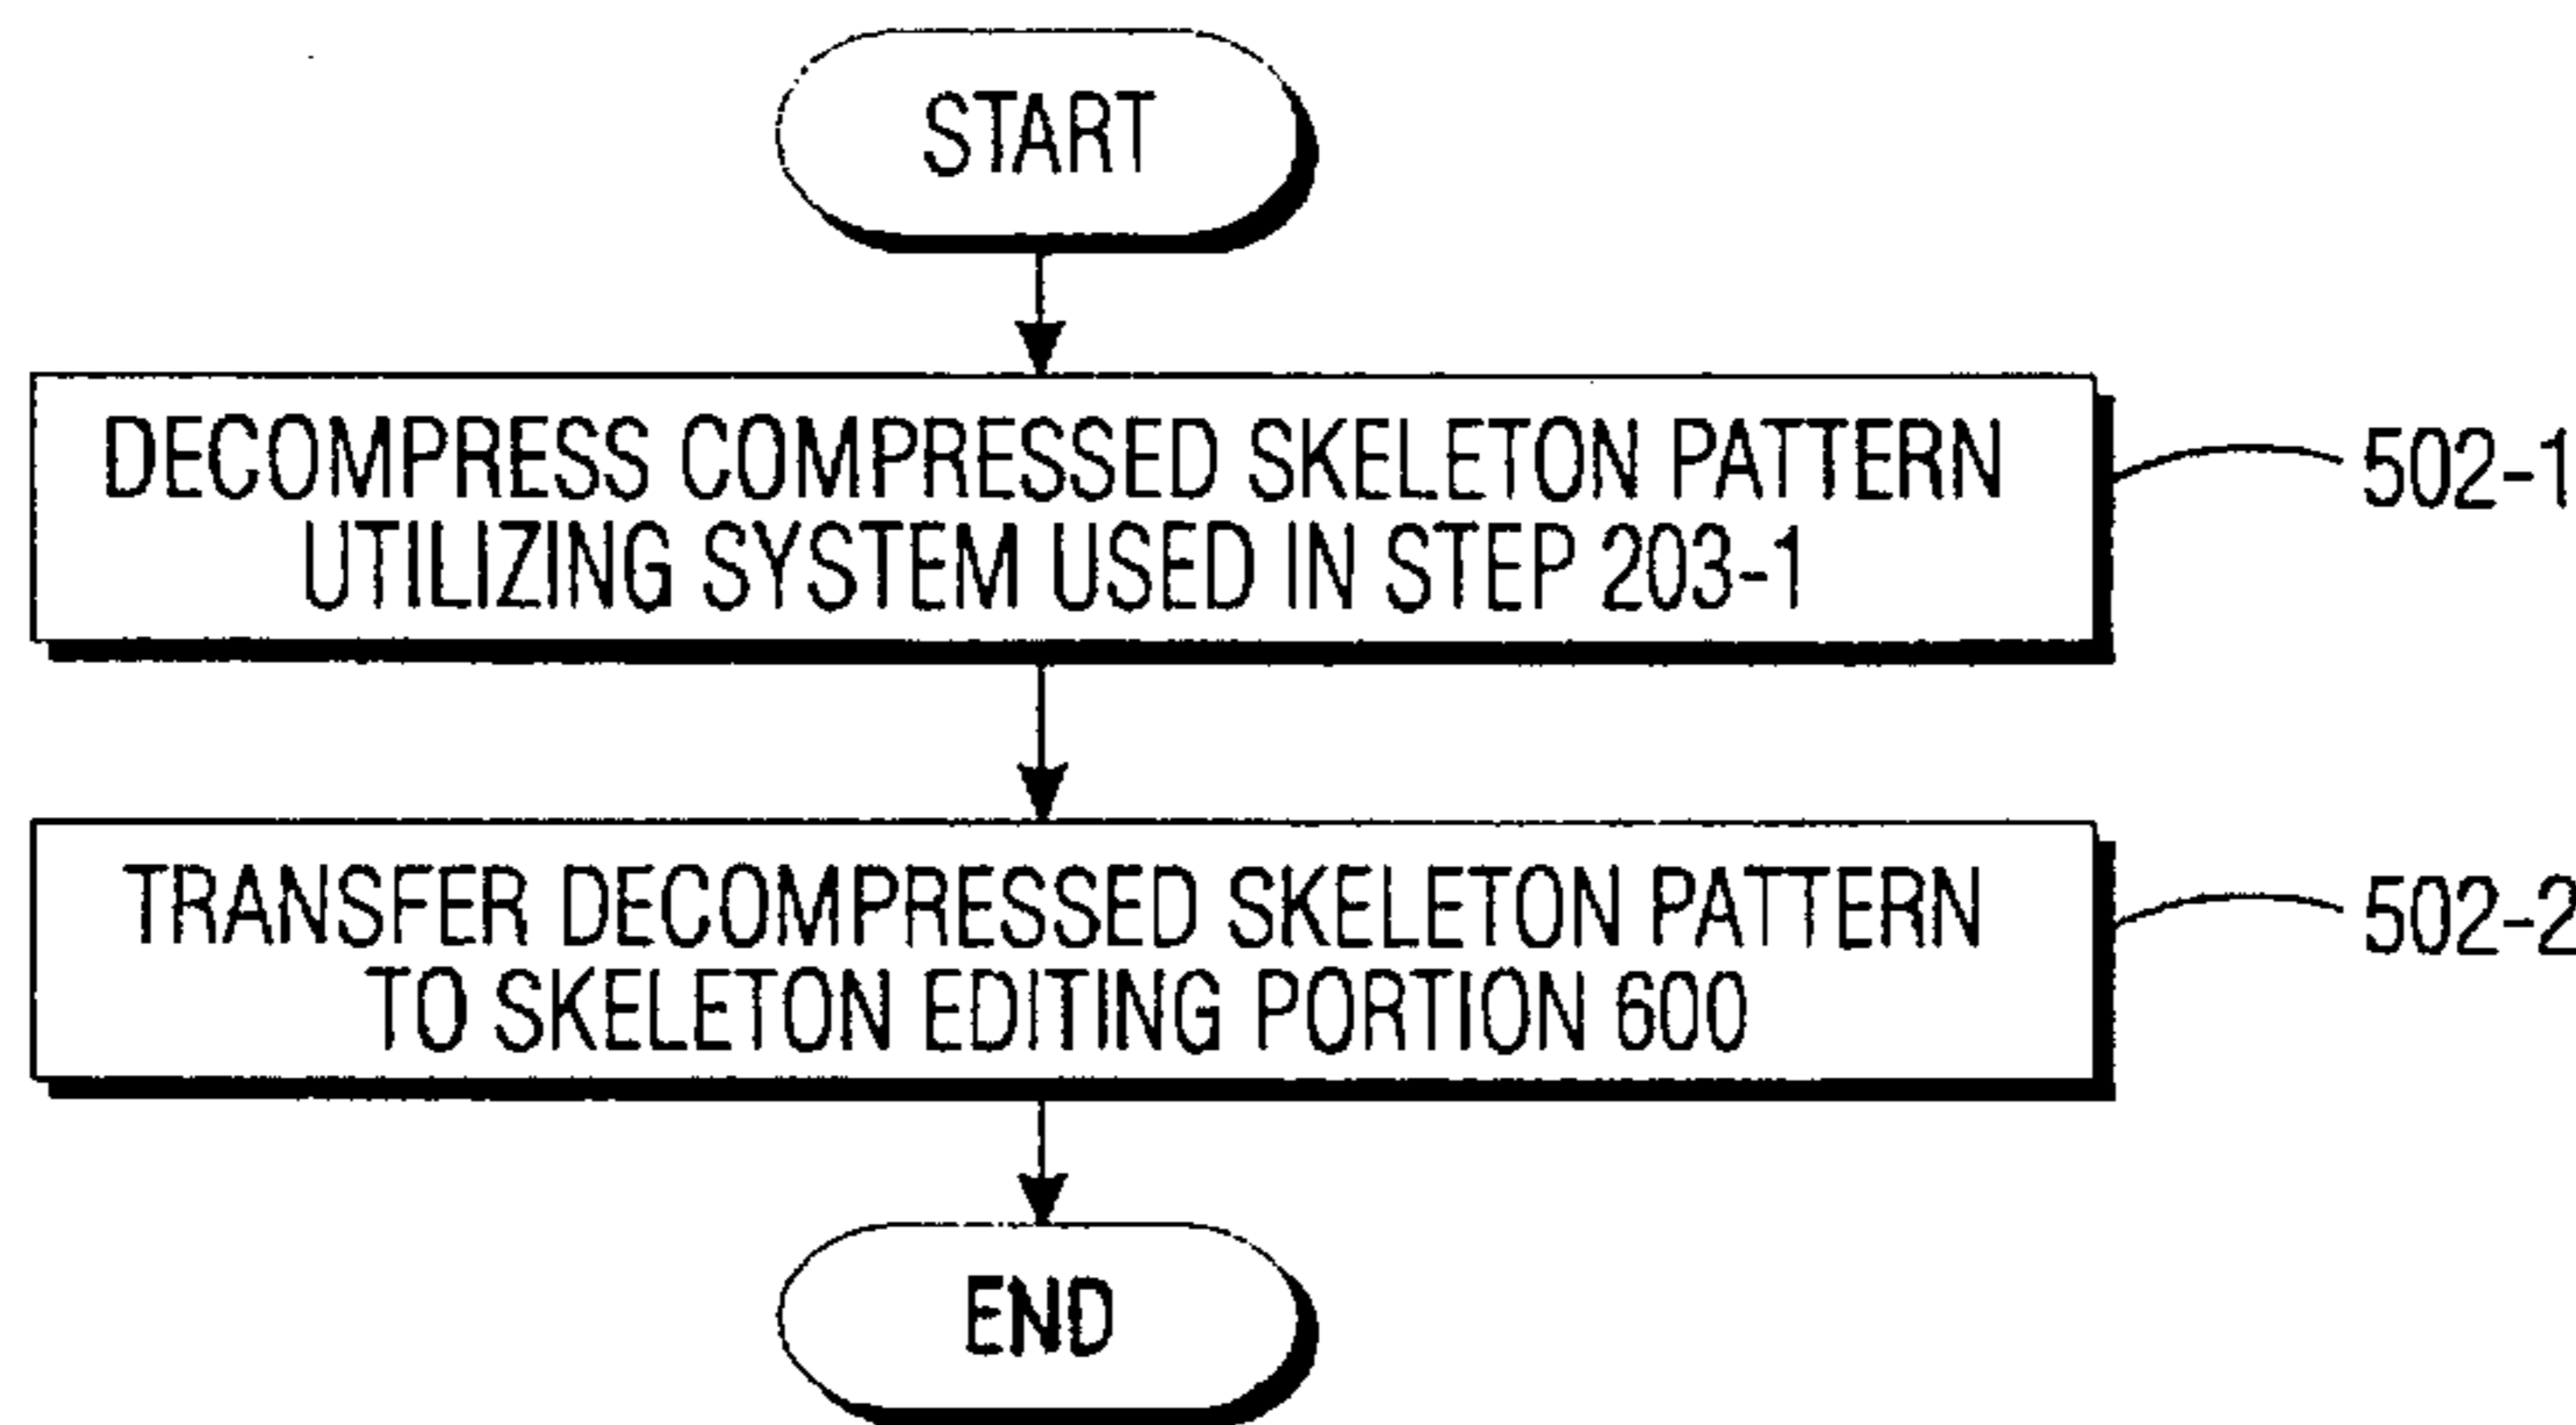 START
DECOMPRESS COMPRESSED SKELETON PATTERN
UTILIZING SYSTEM USED IN STEP 203-1
502-1
TRANSFER DECOMPRESSED SKELETON PATTERN
TO SKELETON EDITING PORTION 600
502-2
END